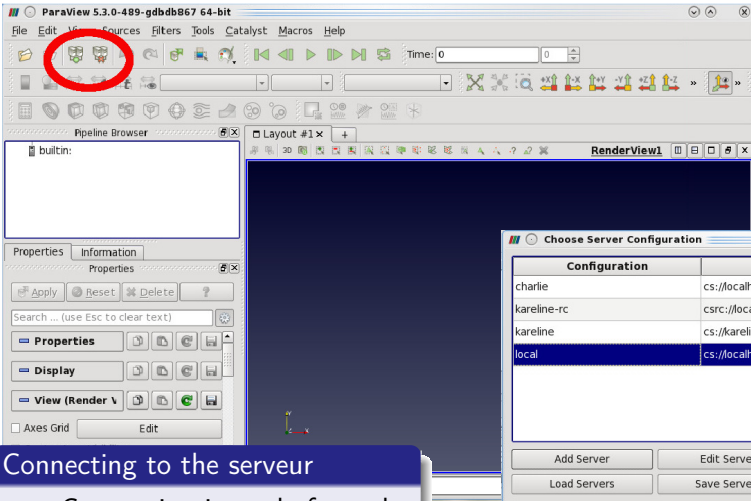 ParaView 5.3.0-489-gdbdb867 64-bit
File Edit View Sources Filters Tools Catalyst Macros Help
Time: 0 0
Pipeline Browser
Layout #1 × +
builtin:
3D
RenderView1
Properties Information
Properties
Apply Reset Delete ?
Search ... (use Esc to clear text)
Properties
Display
View (Render V
Axes Grid Edit
Choose Server Configuration
Configuration
charlie cs://localh
kareline-rc csrc://loca
kareline cs://kareli
local cs://localh
Add Server Edit Serve
Load Servers Save Serve
Connecting to the serveur